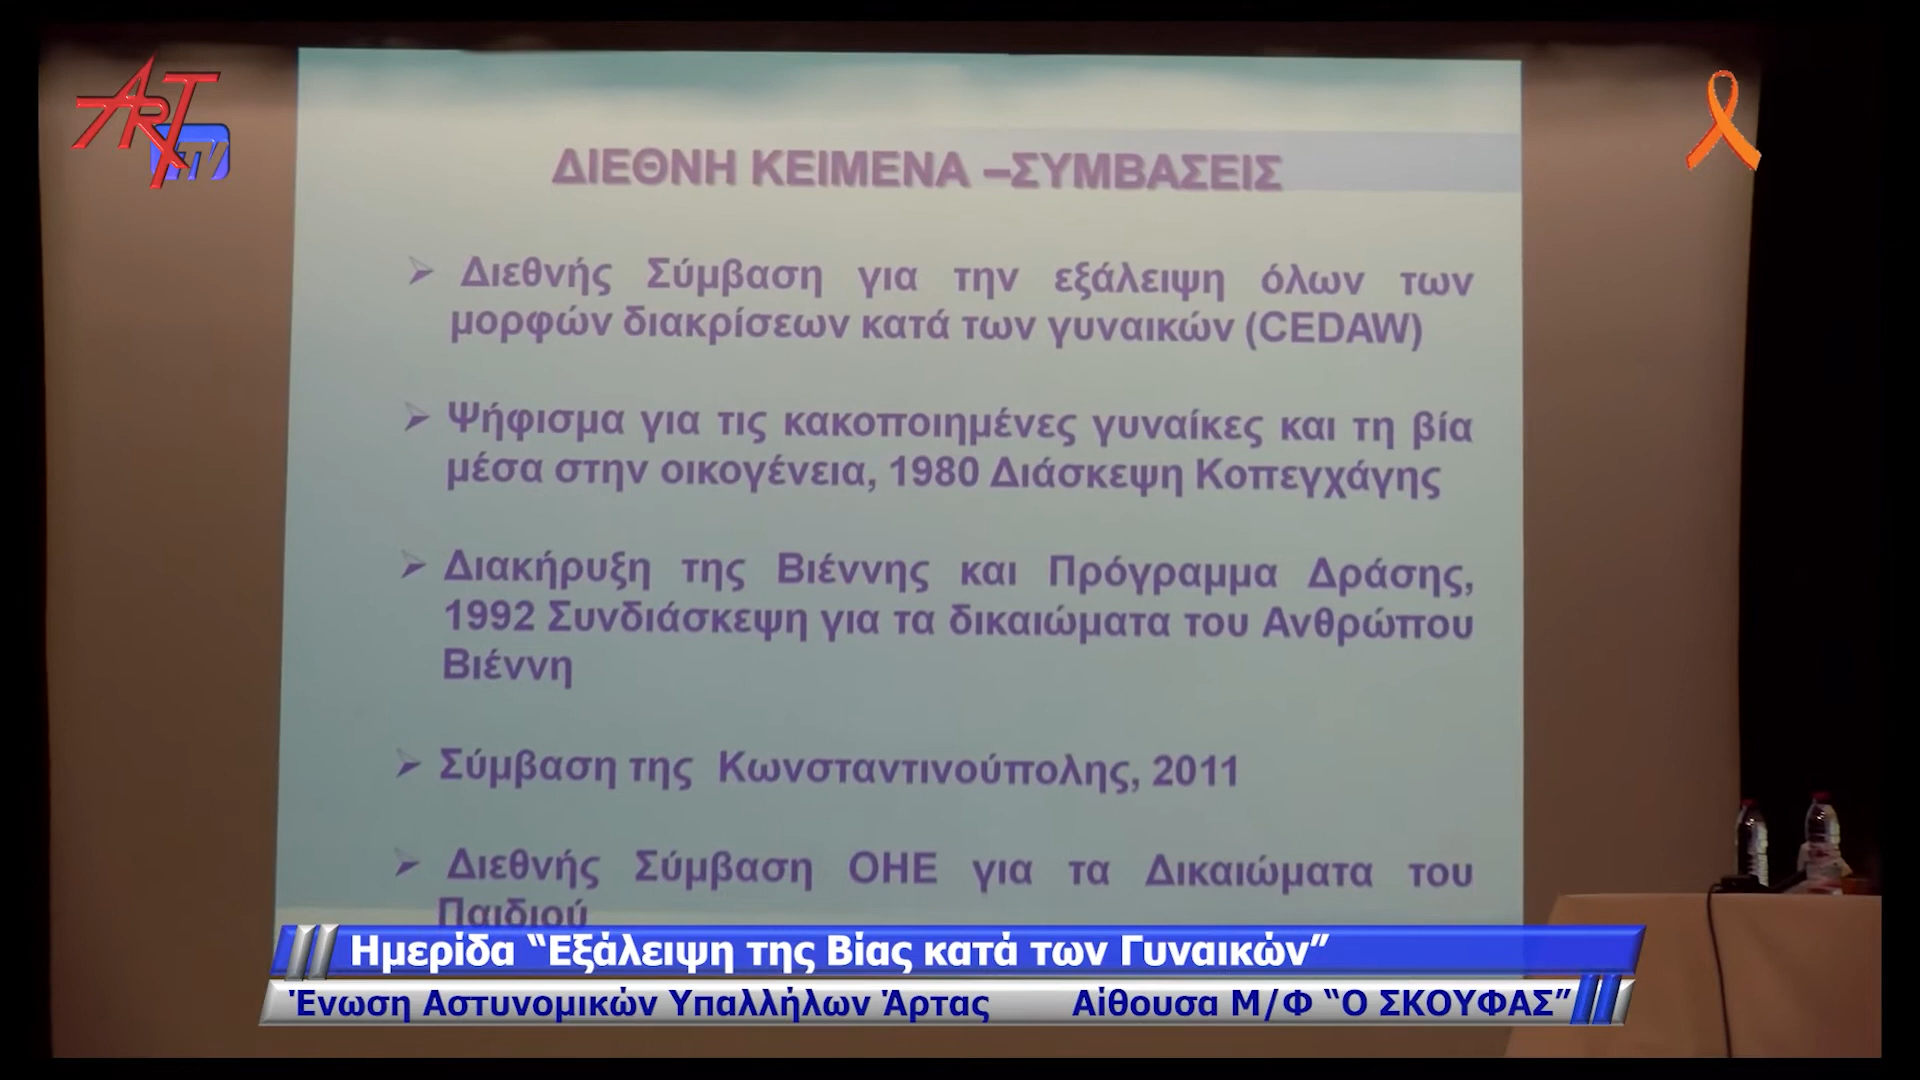 ART TV
ΔΙΕΘΝΗ ΚΕΙΜΕΝΑ –ΣΥΜΒΑΣΕΙΣ
Διεθνής Σύμβαση για την εξάλειψη όλων των
μορφών διακρίσεων κατά των γυναικών (CEDAW)
Ψήφισμα για τις κακοποιημένες γυναίκες και τη βία
μέσα στην οικογένεια, 1980 Διάσκεψη Κοπεγχάγης
Διακήρυξη της Βιέννης και Πρόγραμμα Δράσης,
1992 Συνδιάσκεψη για τα δικαιώματα του Ανθρώπου
Βιέννη
Σύμβαση της Κωνσταντινούπολης, 2011
Διεθνής Σύμβαση ΟΗΕ για τα Δικαιώματα του
Παιδιού
Ημερίδα “Εξάλειψη της Βίας κατά των Γυναικών”
Ένωση Αστυνομικών Υπαλλήλων Άρτας Αίθουσα Μ/Φ “Ο ΣΚΟΥΦΑΣ”